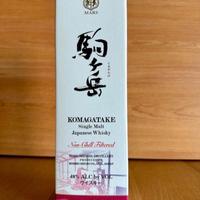 MARS
駒ヶ岳
KOMAGATAKE
Single Malt
Japanese Whisky
Non-Chill Filtered
48% ALC by VOL.
ウイスキー